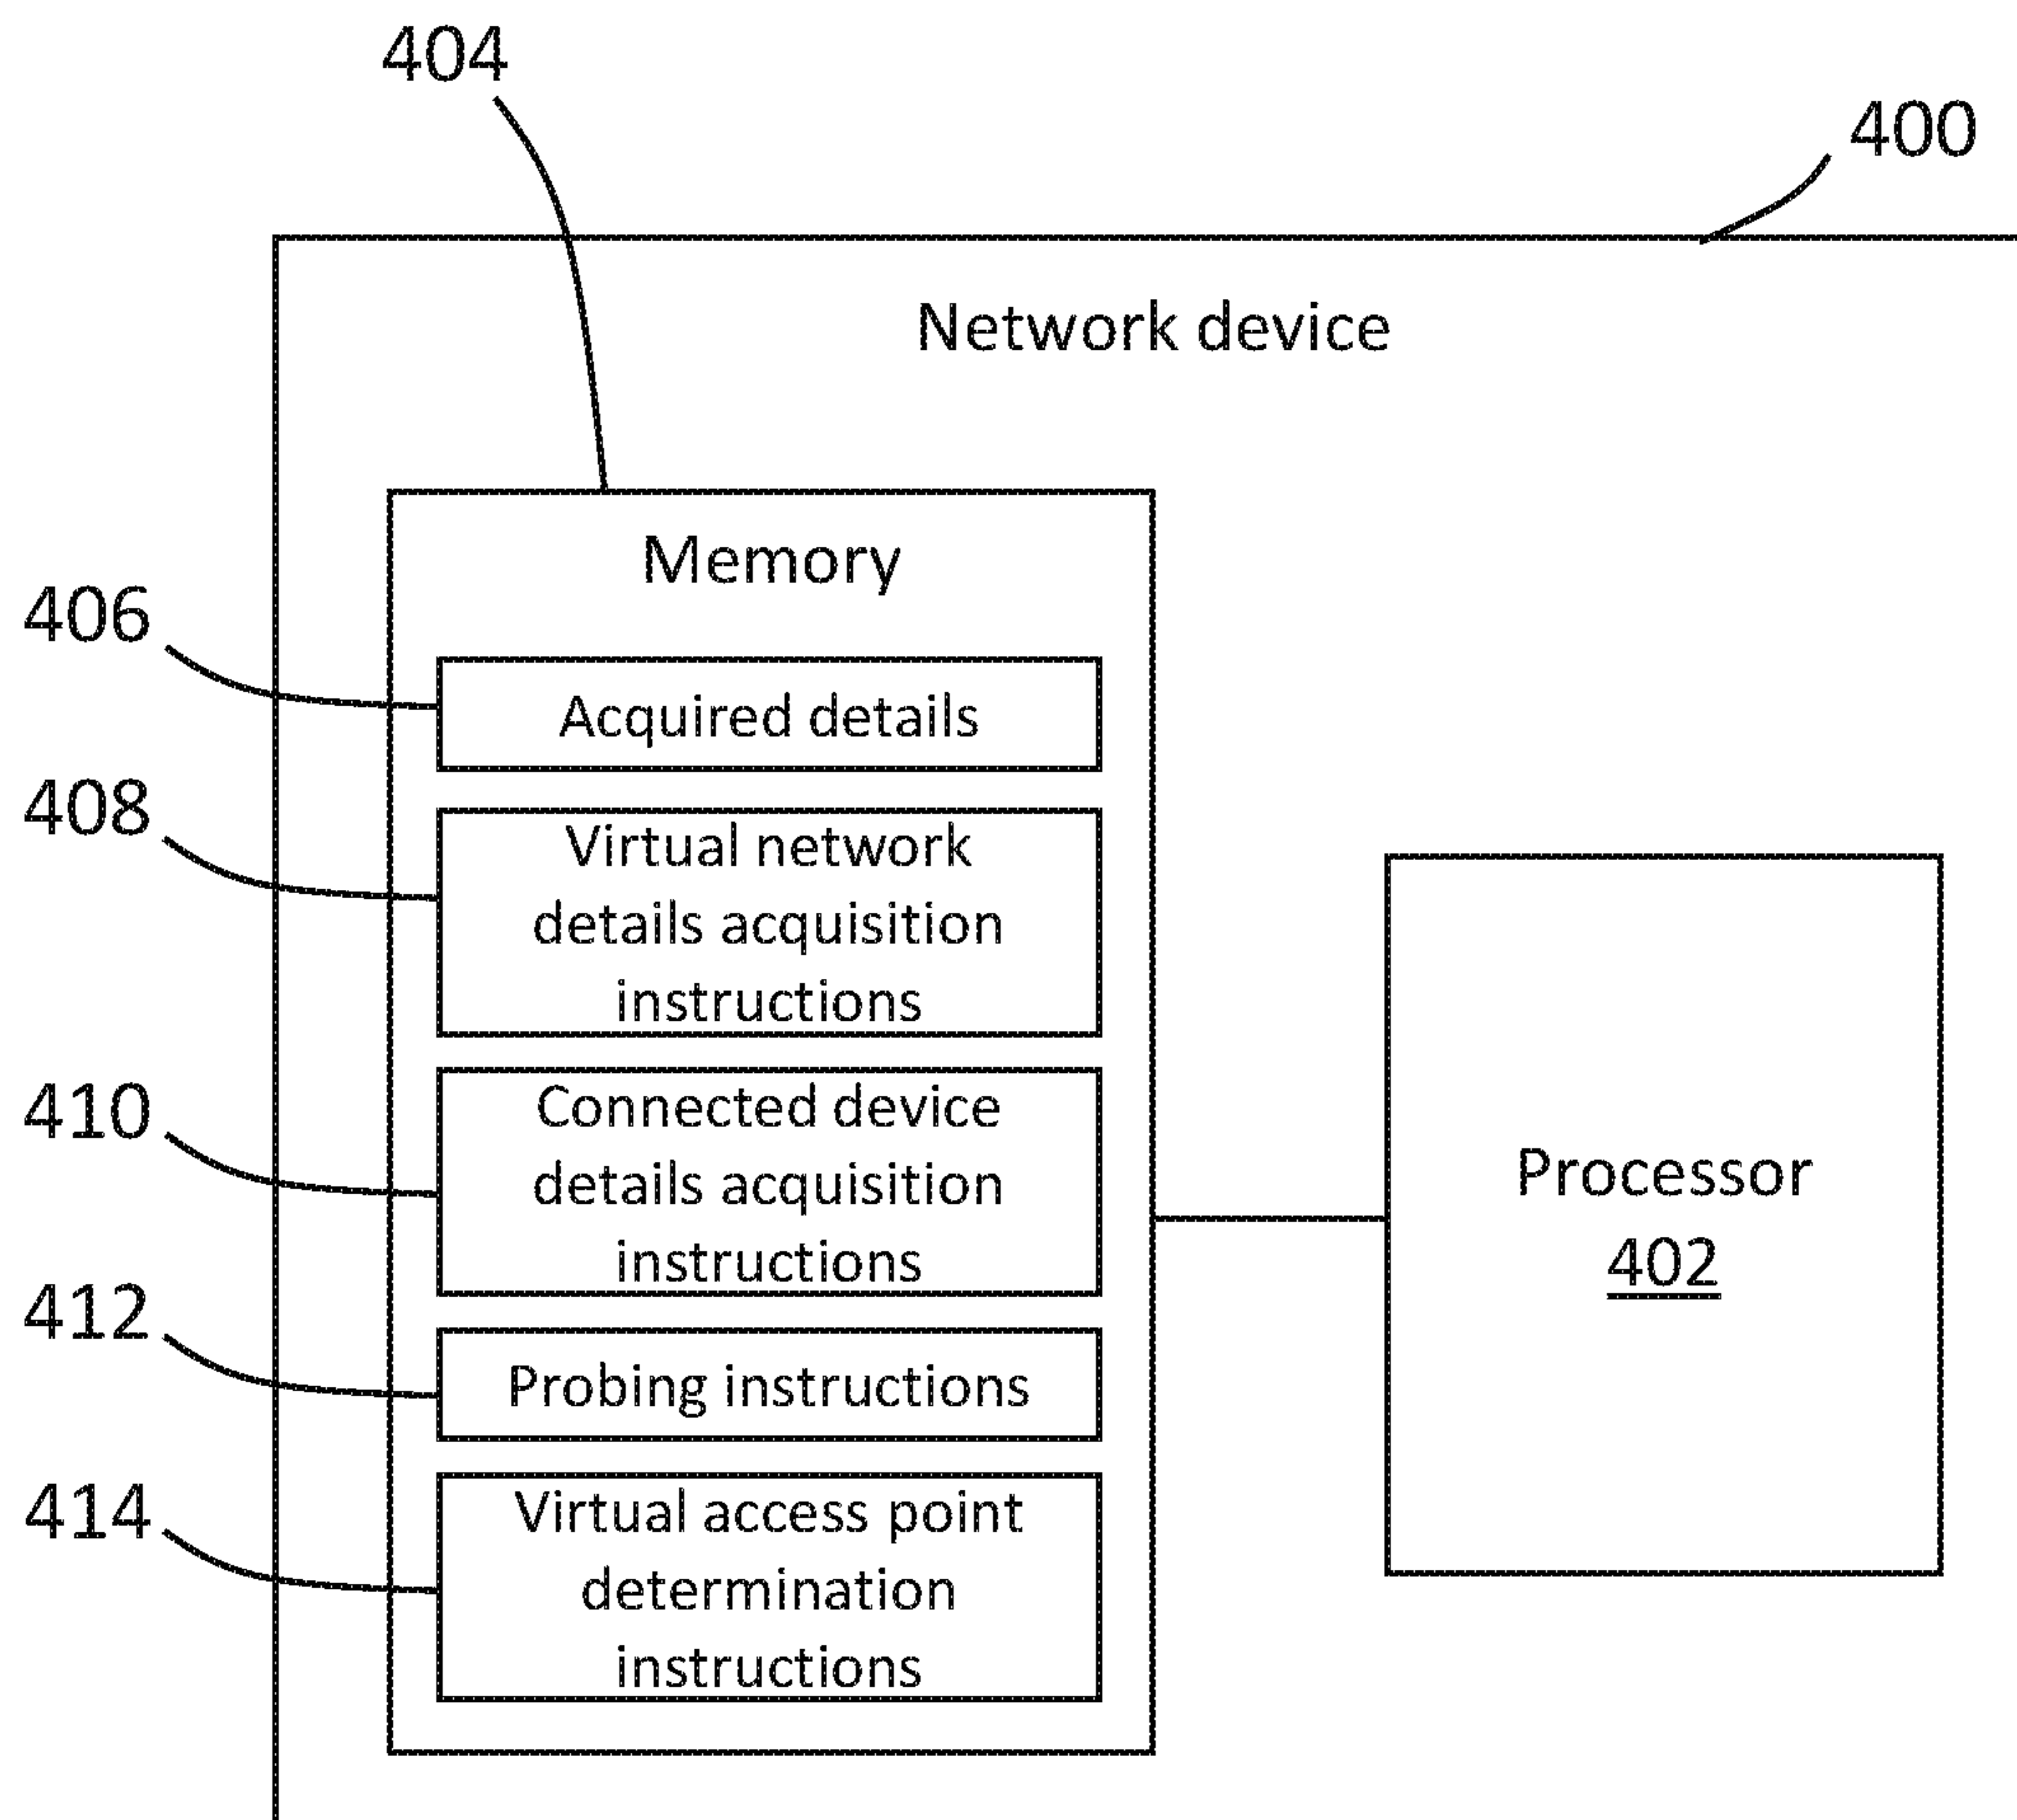 404
400
Network device
Memory
406
Acquired details
408
Virtual network
details acquisition
instructions
410
Connected device
details acquisition
instructions
Processor
402
412
Probing instructions
414
Virtual access point
determination
instructions